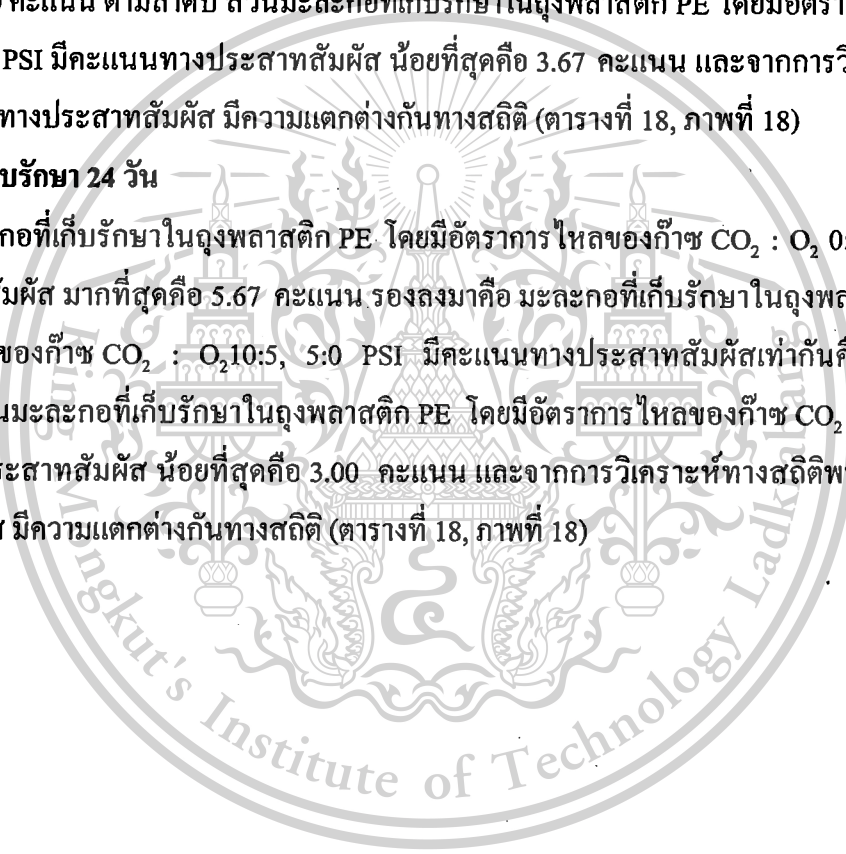 คะแนน ตามลำดับ ส่วนมะละกอที่เก็บรักษาในถุงพลาสติก PE โดยมีอัตรา
PSI มีคะแนนทางประสาทสัมผัส น้อยที่สุดคือ 3.67 คะแนน และจากการวิ
ทางประสาทสัมผัส มีความแตกต่างกันทางสถิติ (ตารางที่ 18, ภาพที่ 18)
บรักษา 24 วัน
กอที่เก็บรักษาในถุงพลาสติก PE โดยมีอัตราการไหลของก๊าซ CO₂ : O₂ 0:
ัมผัส มากที่สุดคือ 5.67 คะแนน รองลงมาคือ มะละกอที่เก็บรักษาในถุงพล
ของก๊าซ CO₂ : O₂10:5, 5:0 PSI มีคะแนนทางประสาทสัมผัสเท่ากันคื
นมะละกอที่เก็บรักษาในถุงพลาสติก PE โดยมีอัตราการไหลของก๊าซ CO₂
ระสาทสัมผัส น้อยที่สุดคือ 3.00 คะแนน และจากการวิเคราะห์ทางสถิติพ
ส มีความแตกต่างกันทางสถิติ (ตารางที่ 18, ภาพที่ 18)
King Mongkut's Institute of Technology Ladkrabang